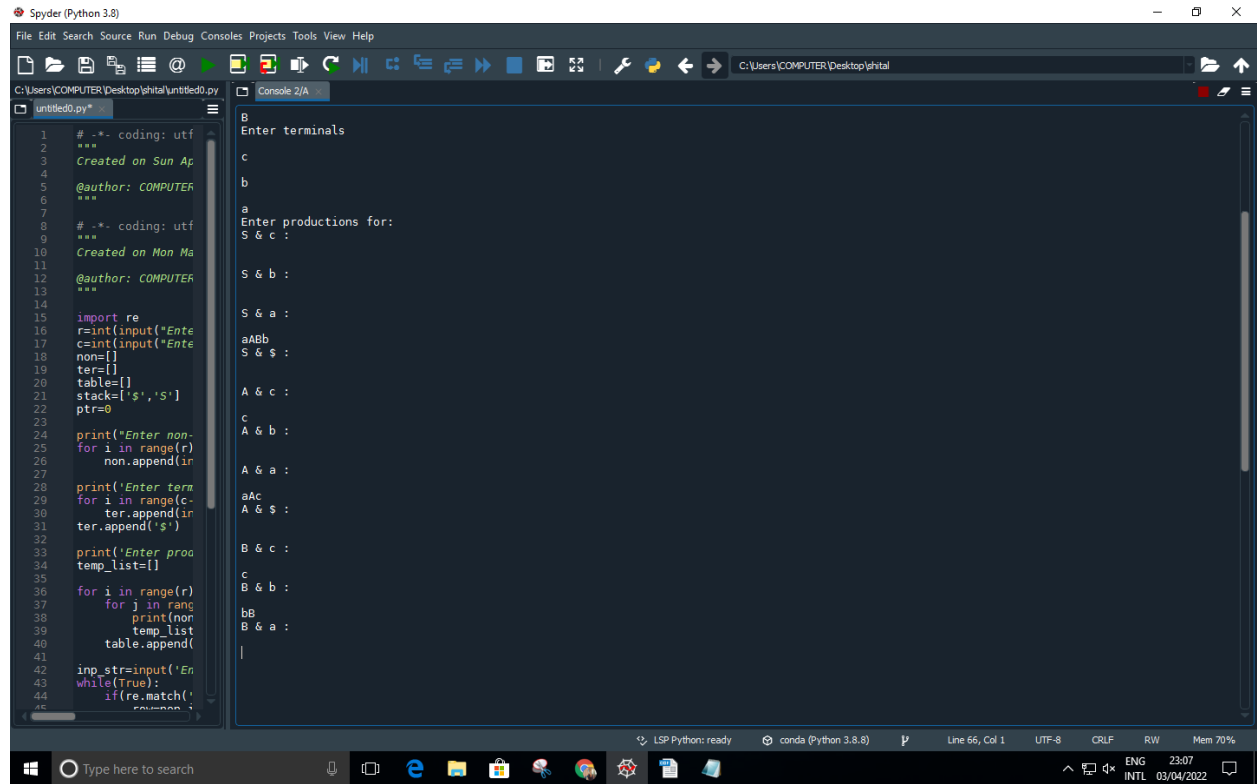 Spyder (Python 3.8)
File Edit Search Source Run Debug Consoles Projects Tools View Help
C:\Users\COMPUTER\Desktop\shital
C:\Users\COMPUTER\Desktop\shital\untitled0.py
Console 2/A
untitled0.py*
1 # -*- coding: utf
2 """
3 Created on Sun Ap
4
5 @author: COMPUTER
6 """
7
8 # -*- coding: utf
9 """
10 Created on Mon Ma
11
12 @author: COMPUTER
13 """
14
15 import re
16 r=int(input("Ente
17 c=int(input("Ente
18 non=[]
19 ter=[]
20 table=[]
21 stack=['$','S']
22 ptr=0
23
24 print("Enter non-
25 for i in range(r)
26 non.append(in
27
28 print('Enter term
29 for i in range(c-
30 ter.append(in
31 ter.append('$')
32
33 print('Enter prod
34 temp_list=[]
35
36 for i in range(r)
37 for j in rang
38 print(non
39 temp_list
40 table.append(
41
42 inp_str=input('En
43 while(True):
44 if(re.match('
45
B
Enter terminals
c
b
a
Enter productions for:
S & c :
S & b :
S & a :
aABb
S & $ :
A & c :
c
A & b :
A & a :
aAc
A & $ :
B & c :
c
B & b :
bB
B & a :
LSP Python: ready
conda (Python 3.8.8)
Line 66, Col 1
UTF-8
CRLF
RW
Mem 70%
Type here to search
ENG
INTL
23:07
03/04/2022